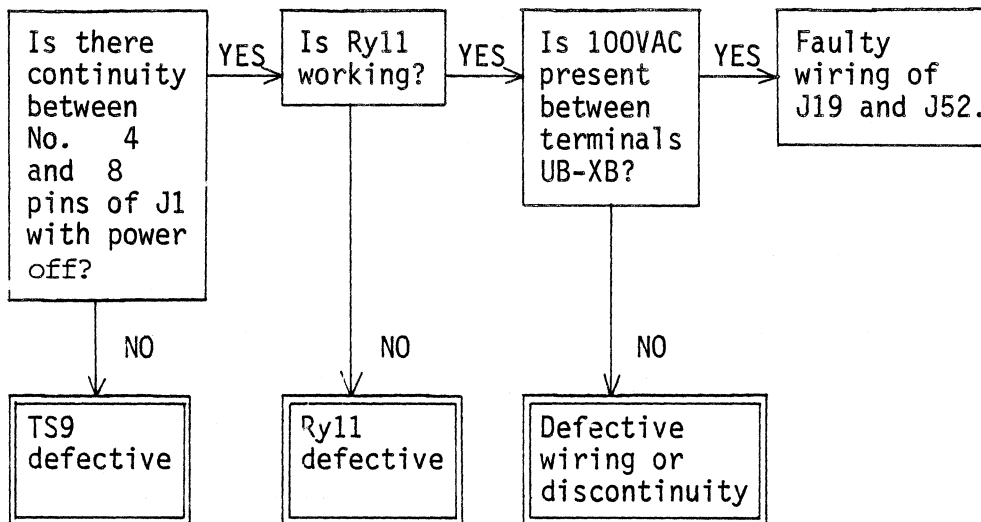 Is there
continuity
between
No. 4
and 8
pins of J1
with power
off?
YES
Is Ry11
working?
YES
Is 100VAC
present
between
terminals
UB-XB?
YES
Faulty
wiring of
J19 and J52.
NO
NO
NO
TS9
defective
Ry11
defective
Defective
wiring or
discontinuity